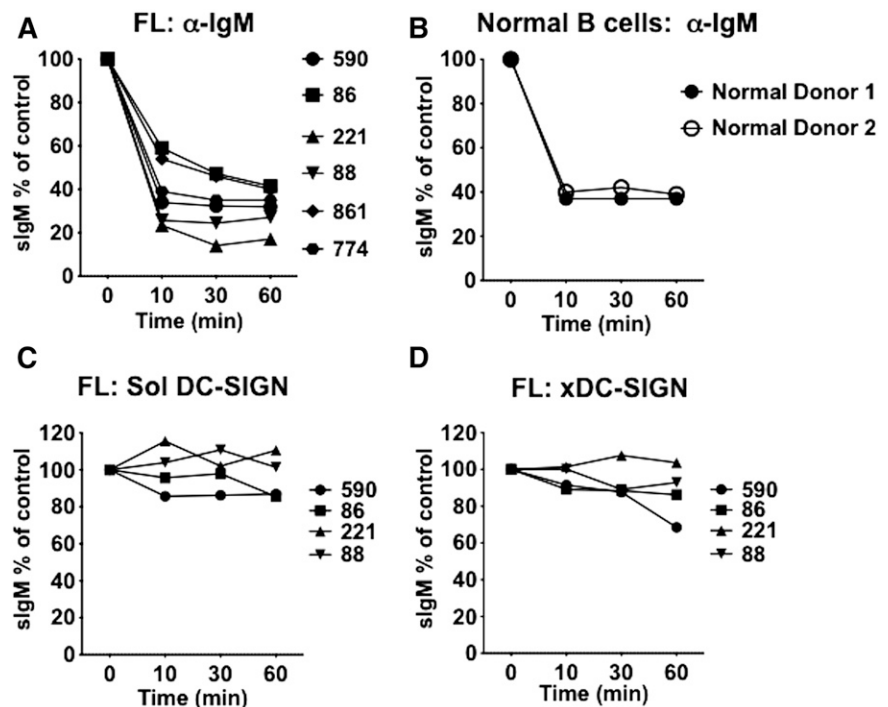 A
FL: α-IgM
sIgM % of control
100
80
60
40
20
0
0 10 30 60
Time (min)
590
86
221
88
861
774
B
Normal B cells: α-IgM
sIgM % of control
100
80
60
40
20
0
0 10 30 60
Time (min)
Normal Donor 1
Normal Donor 2
C
FL: Sol DC-SIGN
sIgM % of control
120
100
80
60
40
20
0
0 10 30 60
Time (min)
590
86
221
88
D
FL: xDC-SIGN
sIgM % of control
120
100
80
60
40
20
0
0 10 30 60
Time (min)
590
86
221
88